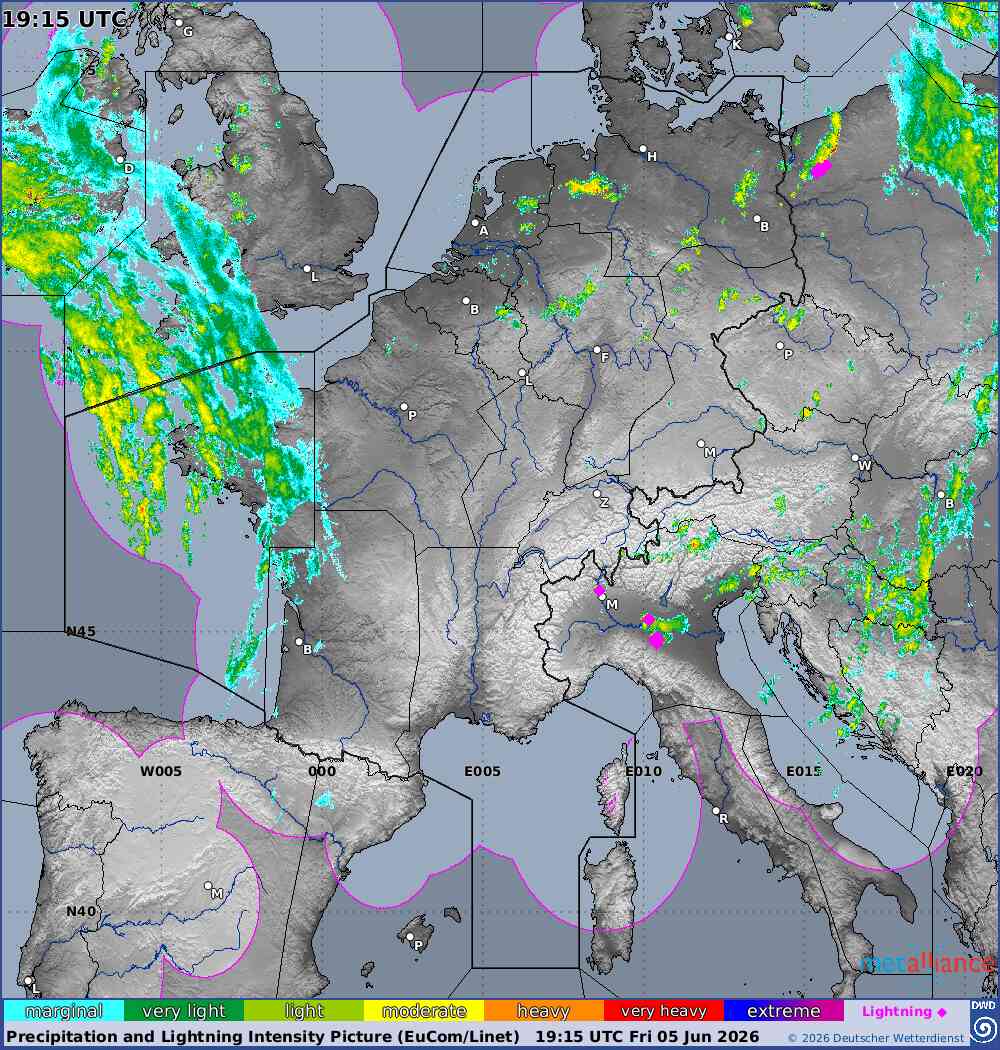 19:15 UTC
G
K
S
D
H
A
B
L
B
P
F
L
P
M
W
Z
B
M
N45
B
W005
000
E005
E010
E015
E020
R
M
N40
P
L
metalliance
marginal very light light moderate heavy very heavy extreme Lightning ◆
DWD
Precipitation and Lightning Intensity Picture (EuCom/Linet) 19:15 UTC Fri 05 Jun 2026 © 2026 Deutscher Wetterdienst